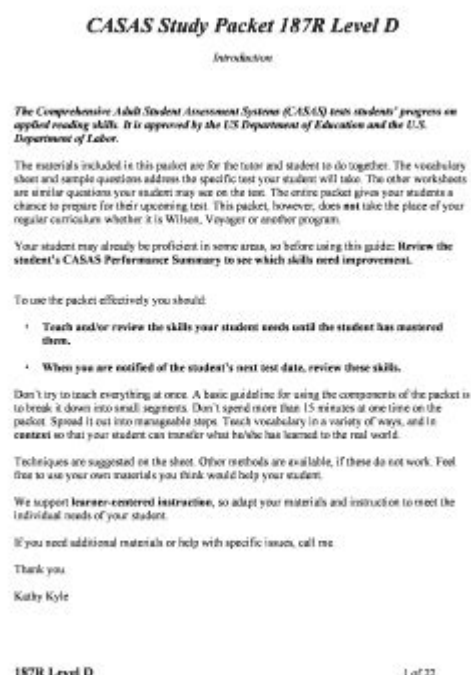 CASAS Study Packet 187R Level D
Introduction
The Comprehensive Adult Student Assessment Systems (CASAS) tests students' progress on
applied reading skills. It is approved by the US Department of Education and the U.S.
Department of Labor.
The materials included in this packet are for the tutor and student to do together. The vocabulary
sheet and sample questions address the specific test your student will take. The other worksheets
are similar questions your student may see on the test. The entire packet gives your students a
chance to prepare for their upcoming test. This packet, however, does not take the place of your
regular curriculum whether it is Wilson, Voyager or another program.
Your student may already be proficient in some areas, so before using this guide: Review the
student's CASAS Performance Summary to see which skills need improvement.
To use the packet effectively you should:
· Teach and/or review the skills your student needs until the student has mastered
them.
· When you are notified of the student's next test date, review these skills.
Don't try to teach everything at once. A basic guideline for using the components of the packet is
to break it down into small segments. Don't spend more than 15 minutes at one time on the
packet. Spread it out into manageable steps. Teach vocabulary in a variety of ways, and in
context so that your student can transfer what he/she has learned to the real world.
Techniques are suggested on the sheet. Other methods are available, if these do not work. Feel
free to use your own materials you think would help your student.
We support learner-centered instruction, so adapt your materials and instruction to meet the
individual needs of your student.
If you need additional materials or help with specific issues, call me
Thank you
Kathy Kyle
187R Level D 1 of 22